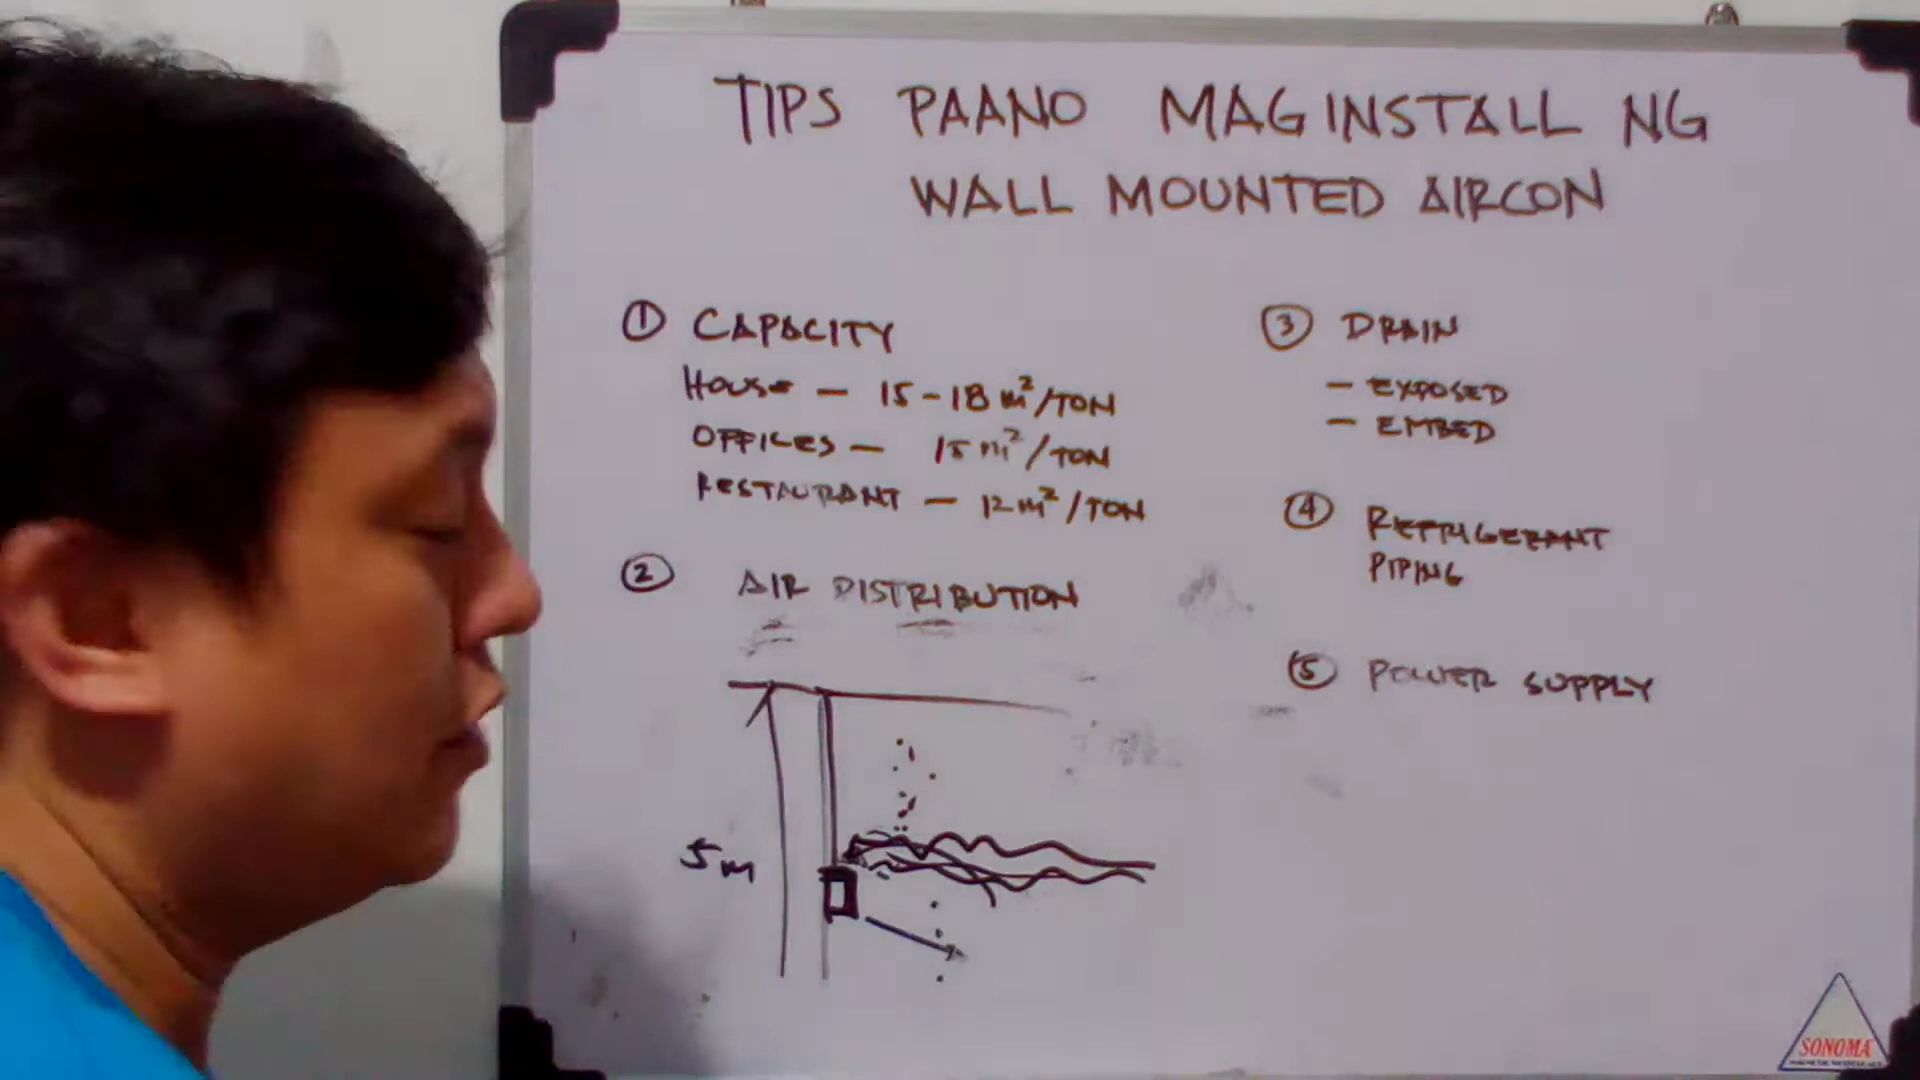 TIPS PAANO MAGINSTALL NG
WALL MOUNTED AIRCON
① CAPACITY
HOUSE — 15-18 m²/TON
OFFICES — 15 m²/TON
RESTAURANT — 12 m²/TON
② AIR DISTRIBUTION
5m
③ DRAIN
- EXPOSED
- EMBED
④ REFRIGERANT
PIPING
⑤ POWER SUPPLY
SONOMA